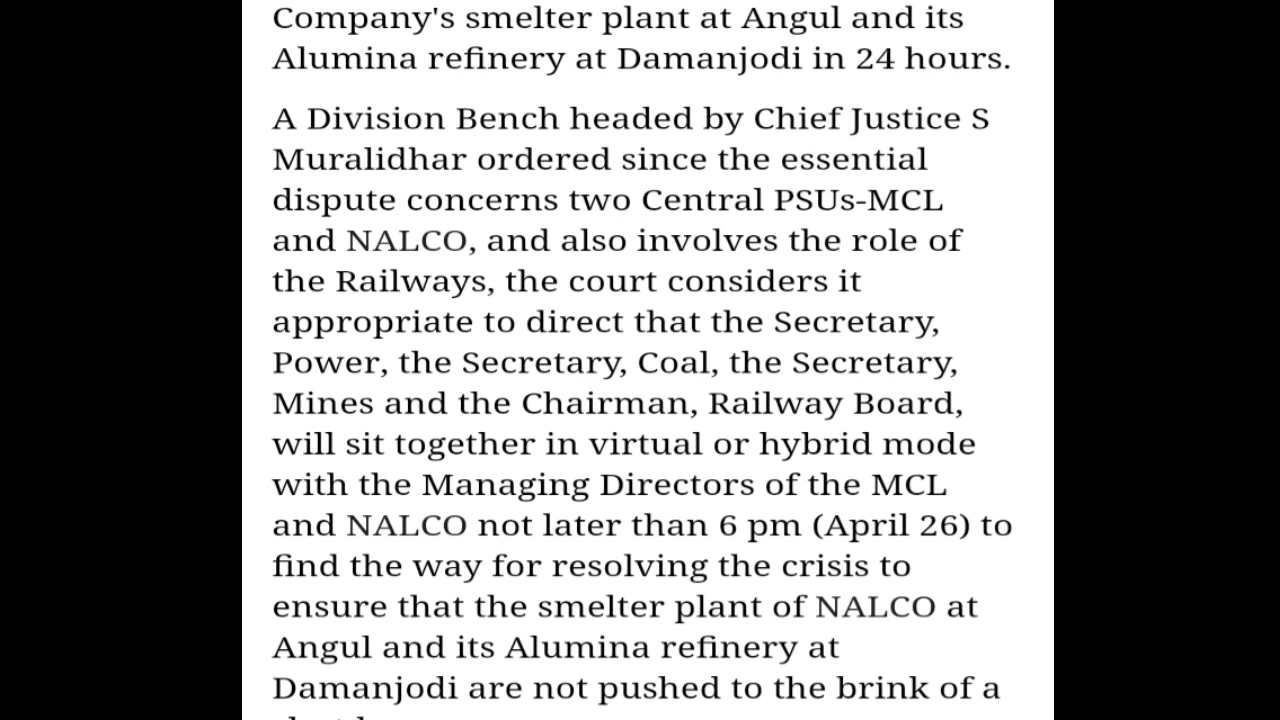 Company's smelter plant at Angul and its
Alumina refinery at Damanjodi in 24 hours.
A Division Bench headed by Chief Justice S
Muralidhar ordered since the essential
dispute concerns two Central PSUs-MCL
and NALCO, and also involves the role of
the Railways, the court considers it
appropriate to direct that the Secretary,
Power, the Secretary, Coal, the Secretary,
Mines and the Chairman, Railway Board,
will sit together in virtual or hybrid mode
with the Managing Directors of the MCL
and NALCO not later than 6 pm (April 26) to
find the way for resolving the crisis to
ensure that the smelter plant of NALCO at
Angul and its Alumina refinery at
Damanjodi are not pushed to the brink of a